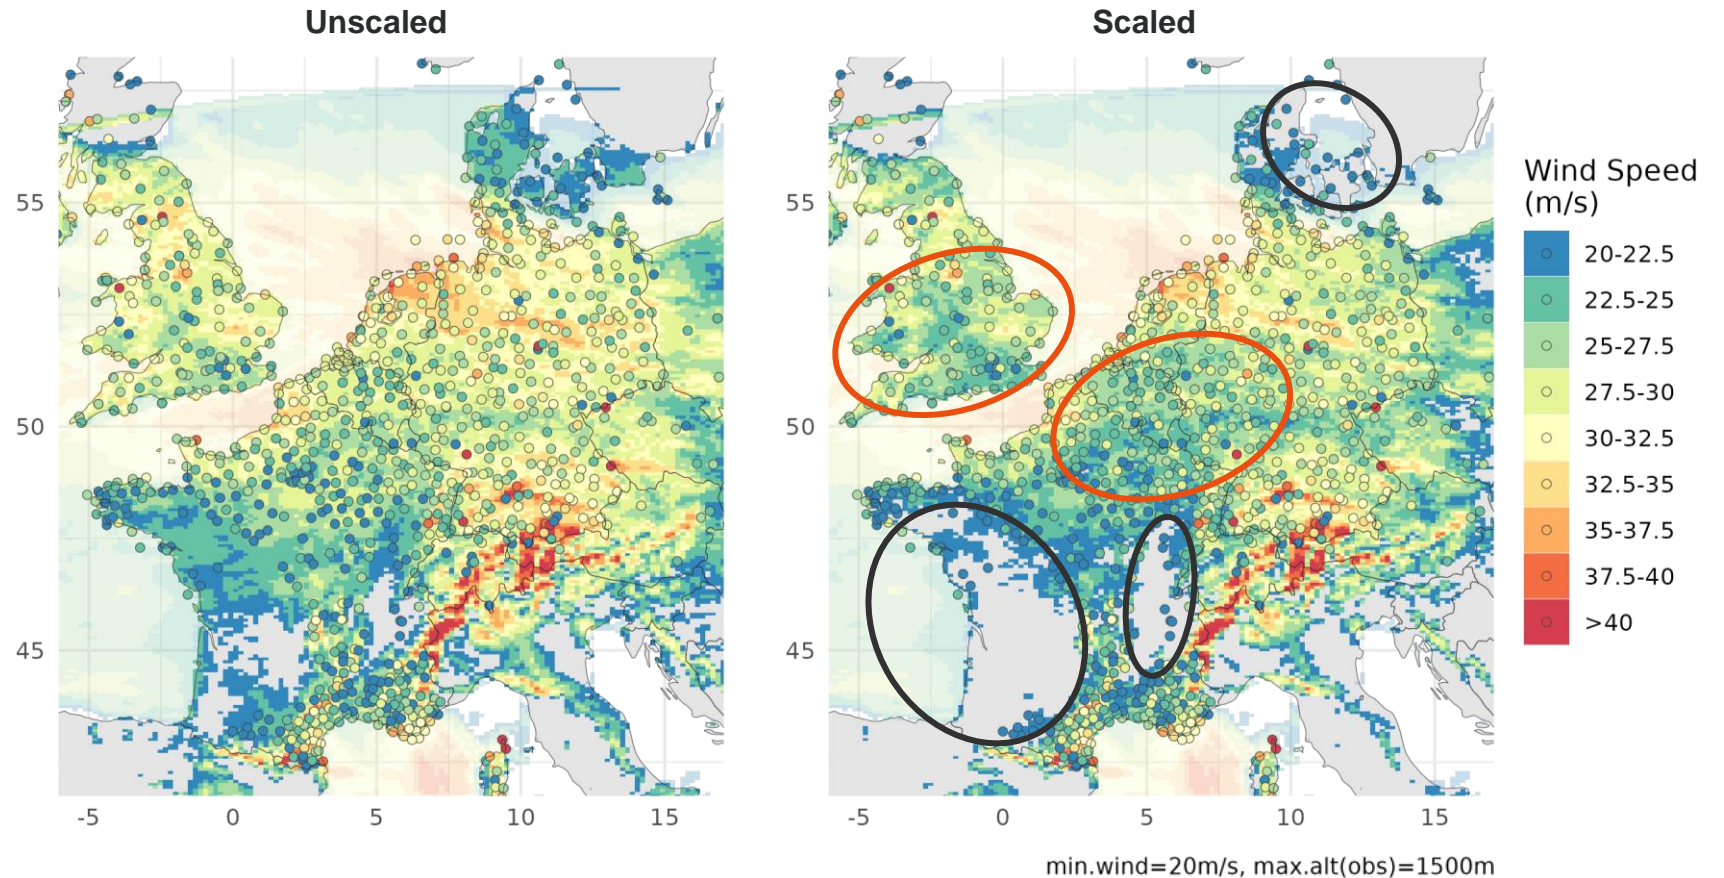 Unscaled
Scaled
55
50
45
-5 0 5 10 15
55
50
45
-5 0 5 10 15
Wind Speed
(m/s)
20-22.5
22.5-25
25-27.5
27.5-30
30-32.5
32.5-35
35-37.5
37.5-40
>40
min.wind=20m/s, max.alt(obs)=1500m